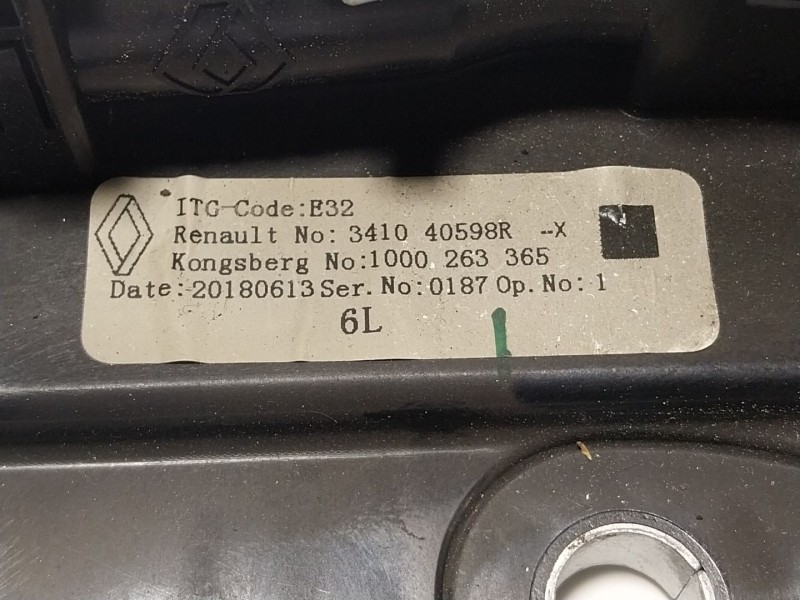 ITG-Code:E32
Renault No: 3410 40598R --X
Kongsberg No:1000 263 365
Date:20180613 Ser. No:0187 Op. No: 1
6L